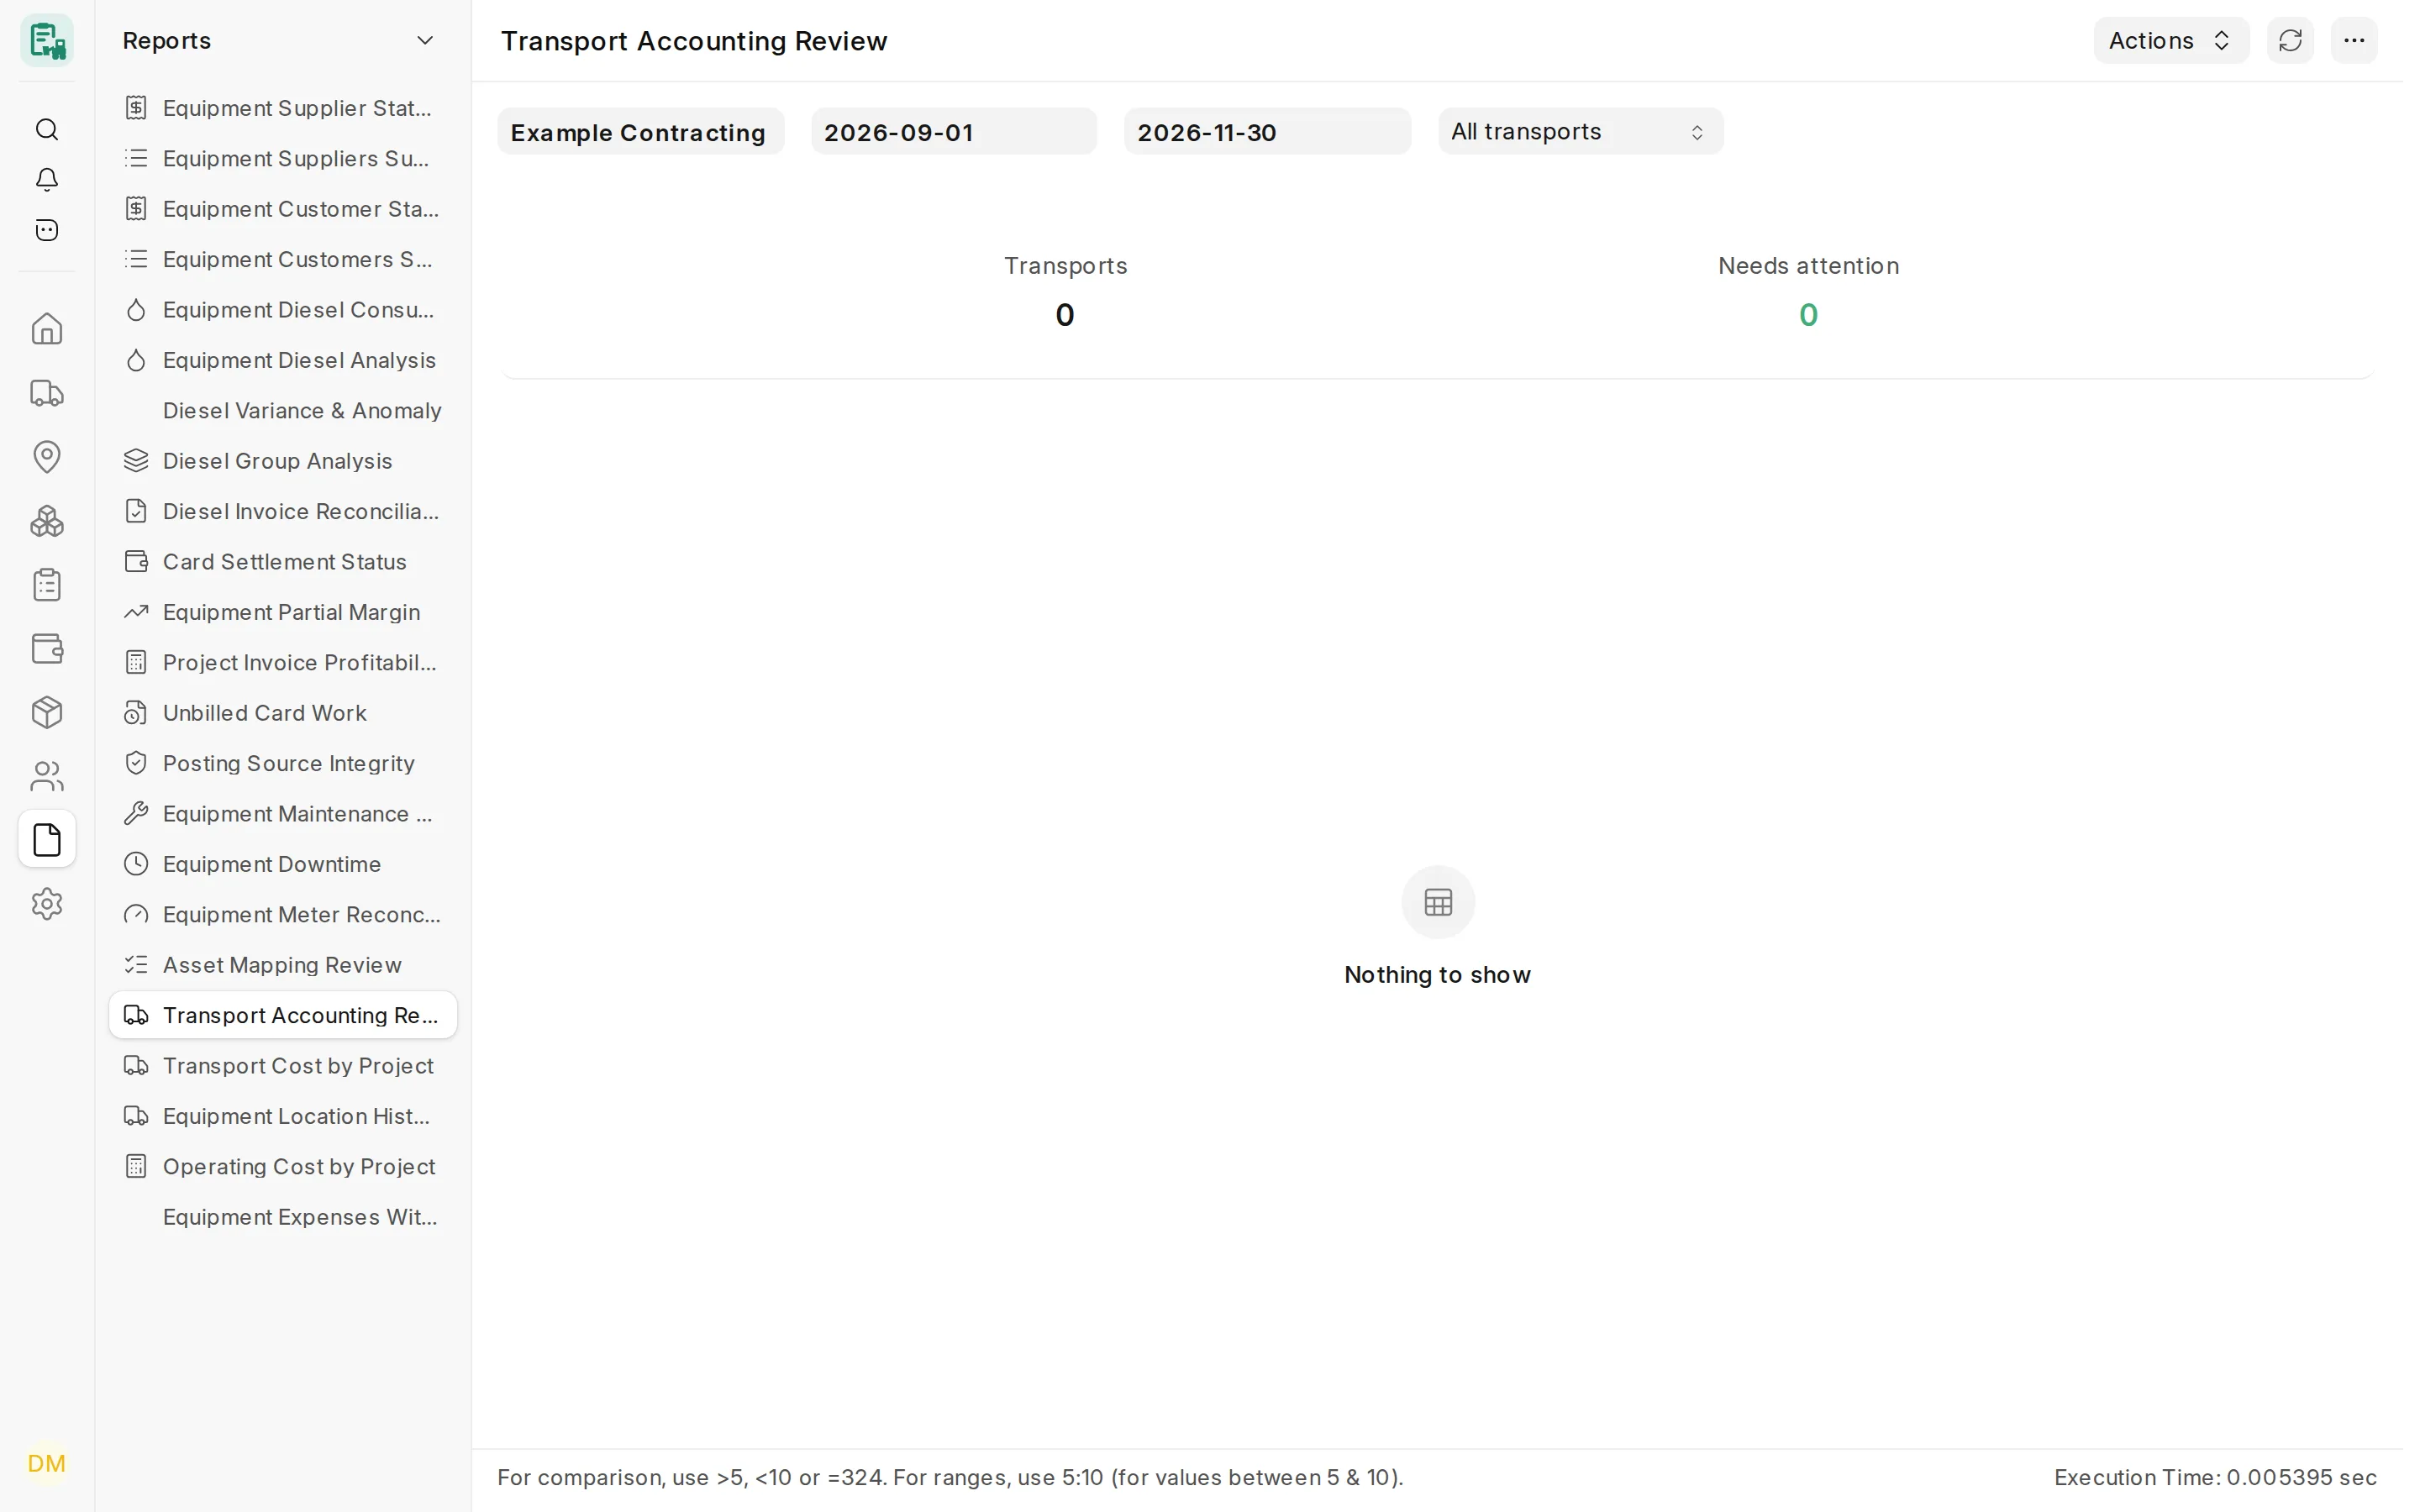 Reports
Equipment Supplier Stat...
Equipment Suppliers Su...
Equipment Customer Sta...
Equipment Customers S...
Equipment Diesel Consu...
Equipment Diesel Analysis
Diesel Variance & Anomaly
Diesel Group Analysis
Diesel Invoice Reconcilia...
Card Settlement Status
Equipment Partial Margin
Project Invoice Profitabil...
Unbilled Card Work
Posting Source Integrity
Equipment Maintenance ...
Equipment Downtime
Equipment Meter Reconc...
Asset Mapping Review
Transport Accounting Re...
Transport Cost by Project
Equipment Location Hist...
Operating Cost by Project
Equipment Expenses Wit...
DM
Transport Accounting Review
Actions
Example Contracting
2026-09-01
2026-11-30
All transports
Transports
0
Needs attention
0
Nothing to show
For comparison, use >5, <10 or =324. For ranges, use 5:10 (for values between 5 & 10).
Execution Time: 0.005395 sec